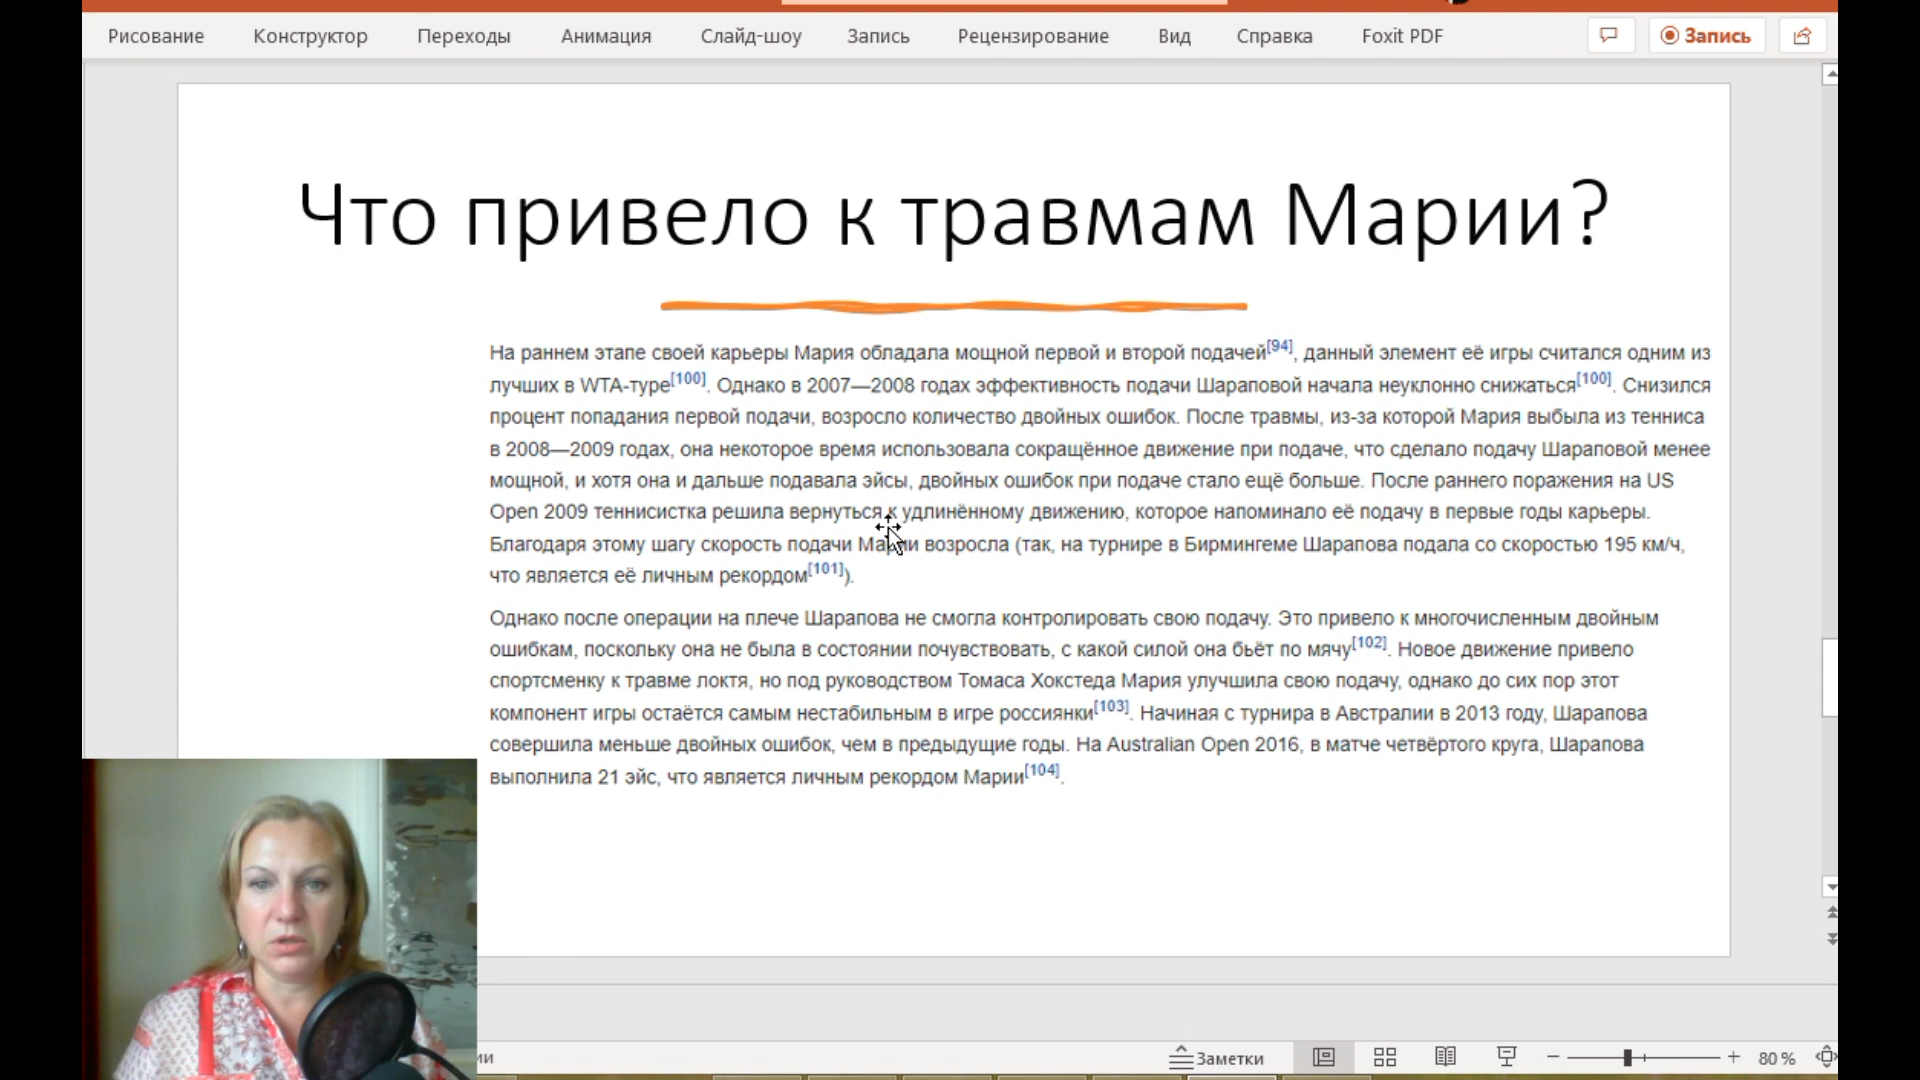 Рисование Конструктор Переходы Анимация Слайд-шоу Запись Рецензирование Вид Справка Foxit PDF Запись
Что привело к травмам Марии?
На раннем этапе своей карьеры Мария обладала мощной первой и второй подачей[94], данный элемент её игры считался одним из
лучших в WTA-туре[100]. Однако в 2007—2008 годах эффективность подачи Шараповой начала неуклонно снижаться[100]. Снизился
процент попадания первой подачи, возросло количество двойных ошибок. После травмы, из-за которой Мария выбыла из тенниса
в 2008—2009 годах, она некоторое время использовала сокращённое движение при подаче, что сделало подачу Шараповой менее
мощной, и хотя она и дальше подавала эйсы, двойных ошибок при подаче стало ещё больше. После раннего поражения на US
Open 2009 теннисистка решила вернуться к удлинённому движению, которое напоминало её подачу в первые годы карьеры.
Благодаря этому шагу скорость подачи Марии возросла (так, на турнире в Бирмингеме Шарапова подала со скоростью 195 км/ч,
что является её личным рекордом[101]).
Однако после операции на плече Шарапова не смогла контролировать свою подачу. Это привело к многочисленным двойным
ошибкам, поскольку она не была в состоянии почувствовать, с какой силой она бьёт по мячу[102]. Новое движение привело
спортсменку к травме локтя, но под руководством Томаса Хокстеда Мария улучшила свою подачу, однако до сих пор этот
компонент игры остаётся самым нестабильным в игре россиянки[103]. Начиная с турнира в Австралии в 2013 году, Шарапова
совершила меньше двойных ошибок, чем в предыдущие годы. На Australian Open 2016, в матче четвёртого круга, Шарапова
выполнила 21 эйс, что является личным рекордом Марии[104].
Заметки 80 %